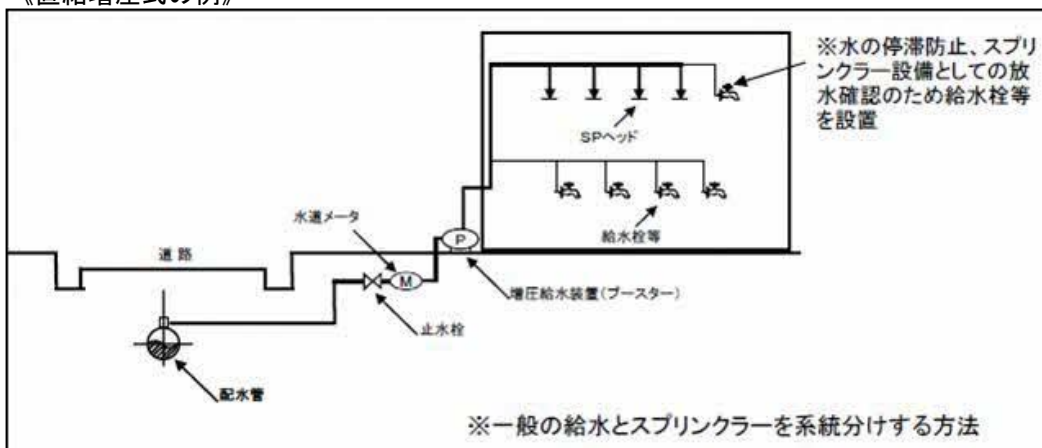 《直結増圧式の例》
※水の停滞防止、スプリ
ンクラー設備としての放
水確認のため給水栓等
を設置
SPヘッド
水道メータ
給水栓等
道路
P
M
増圧給水装置(ブースター)
止水栓
配水管
※一般の給水とスプリンクラーを系統分けする方法